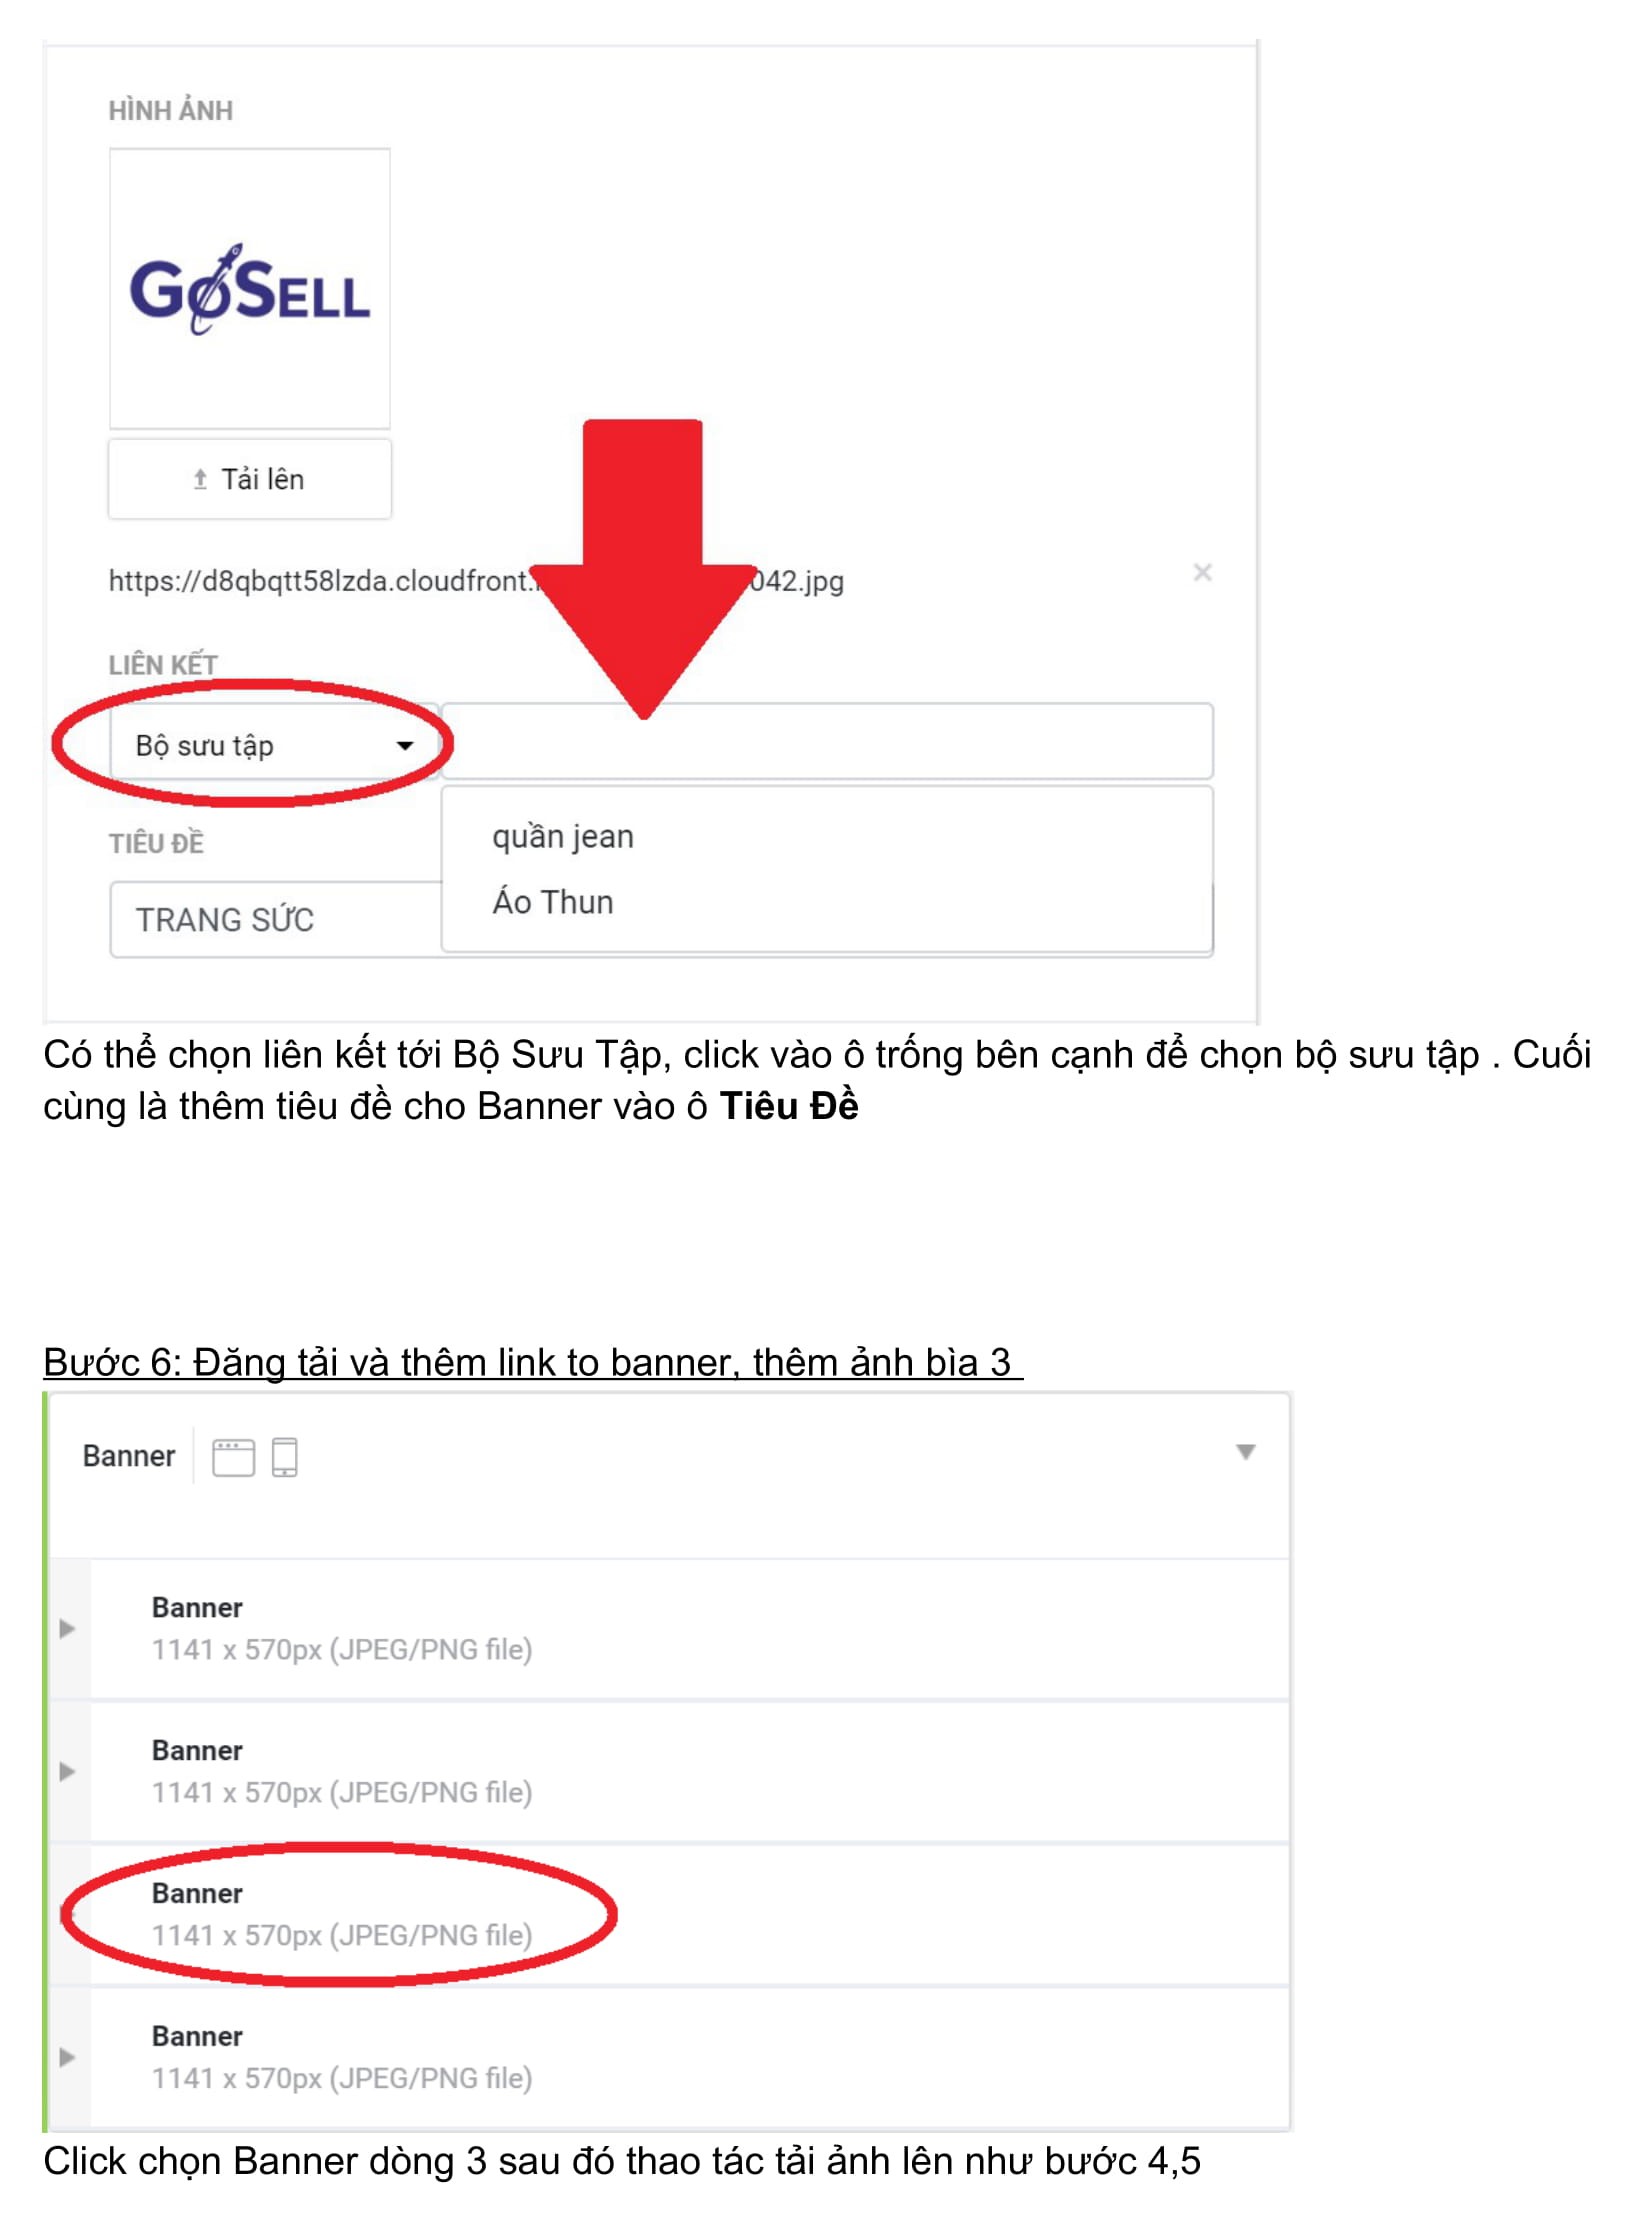 HÌNH ẢNH
GoSELL
Tải lên
https://d8qbqtt58lzda.cloudfront. 042.jpg
LIÊN KẾT
Bộ sưu tập
quần jean
Áo Thun
TIÊU ĐỀ
TRANG SỨC
Có thể chọn liên kết tới Bộ Sưu Tập, click vào ô trống bên cạnh để chọn bộ sưu tập . Cuối
cùng là thêm tiêu đề cho Banner vào ô Tiêu Đề
Bước 6: Đăng tải và thêm link to banner, thêm ảnh bìa 3
Banner
Banner
1141 x 570px (JPEG/PNG file)
Banner
1141 x 570px (JPEG/PNG file)
Banner
1141 x 570px (JPEG/PNG file)
Banner
1141 x 570px (JPEG/PNG file)
Click chọn Banner dòng 3 sau đó thao tác tải ảnh lên như bước 4,5